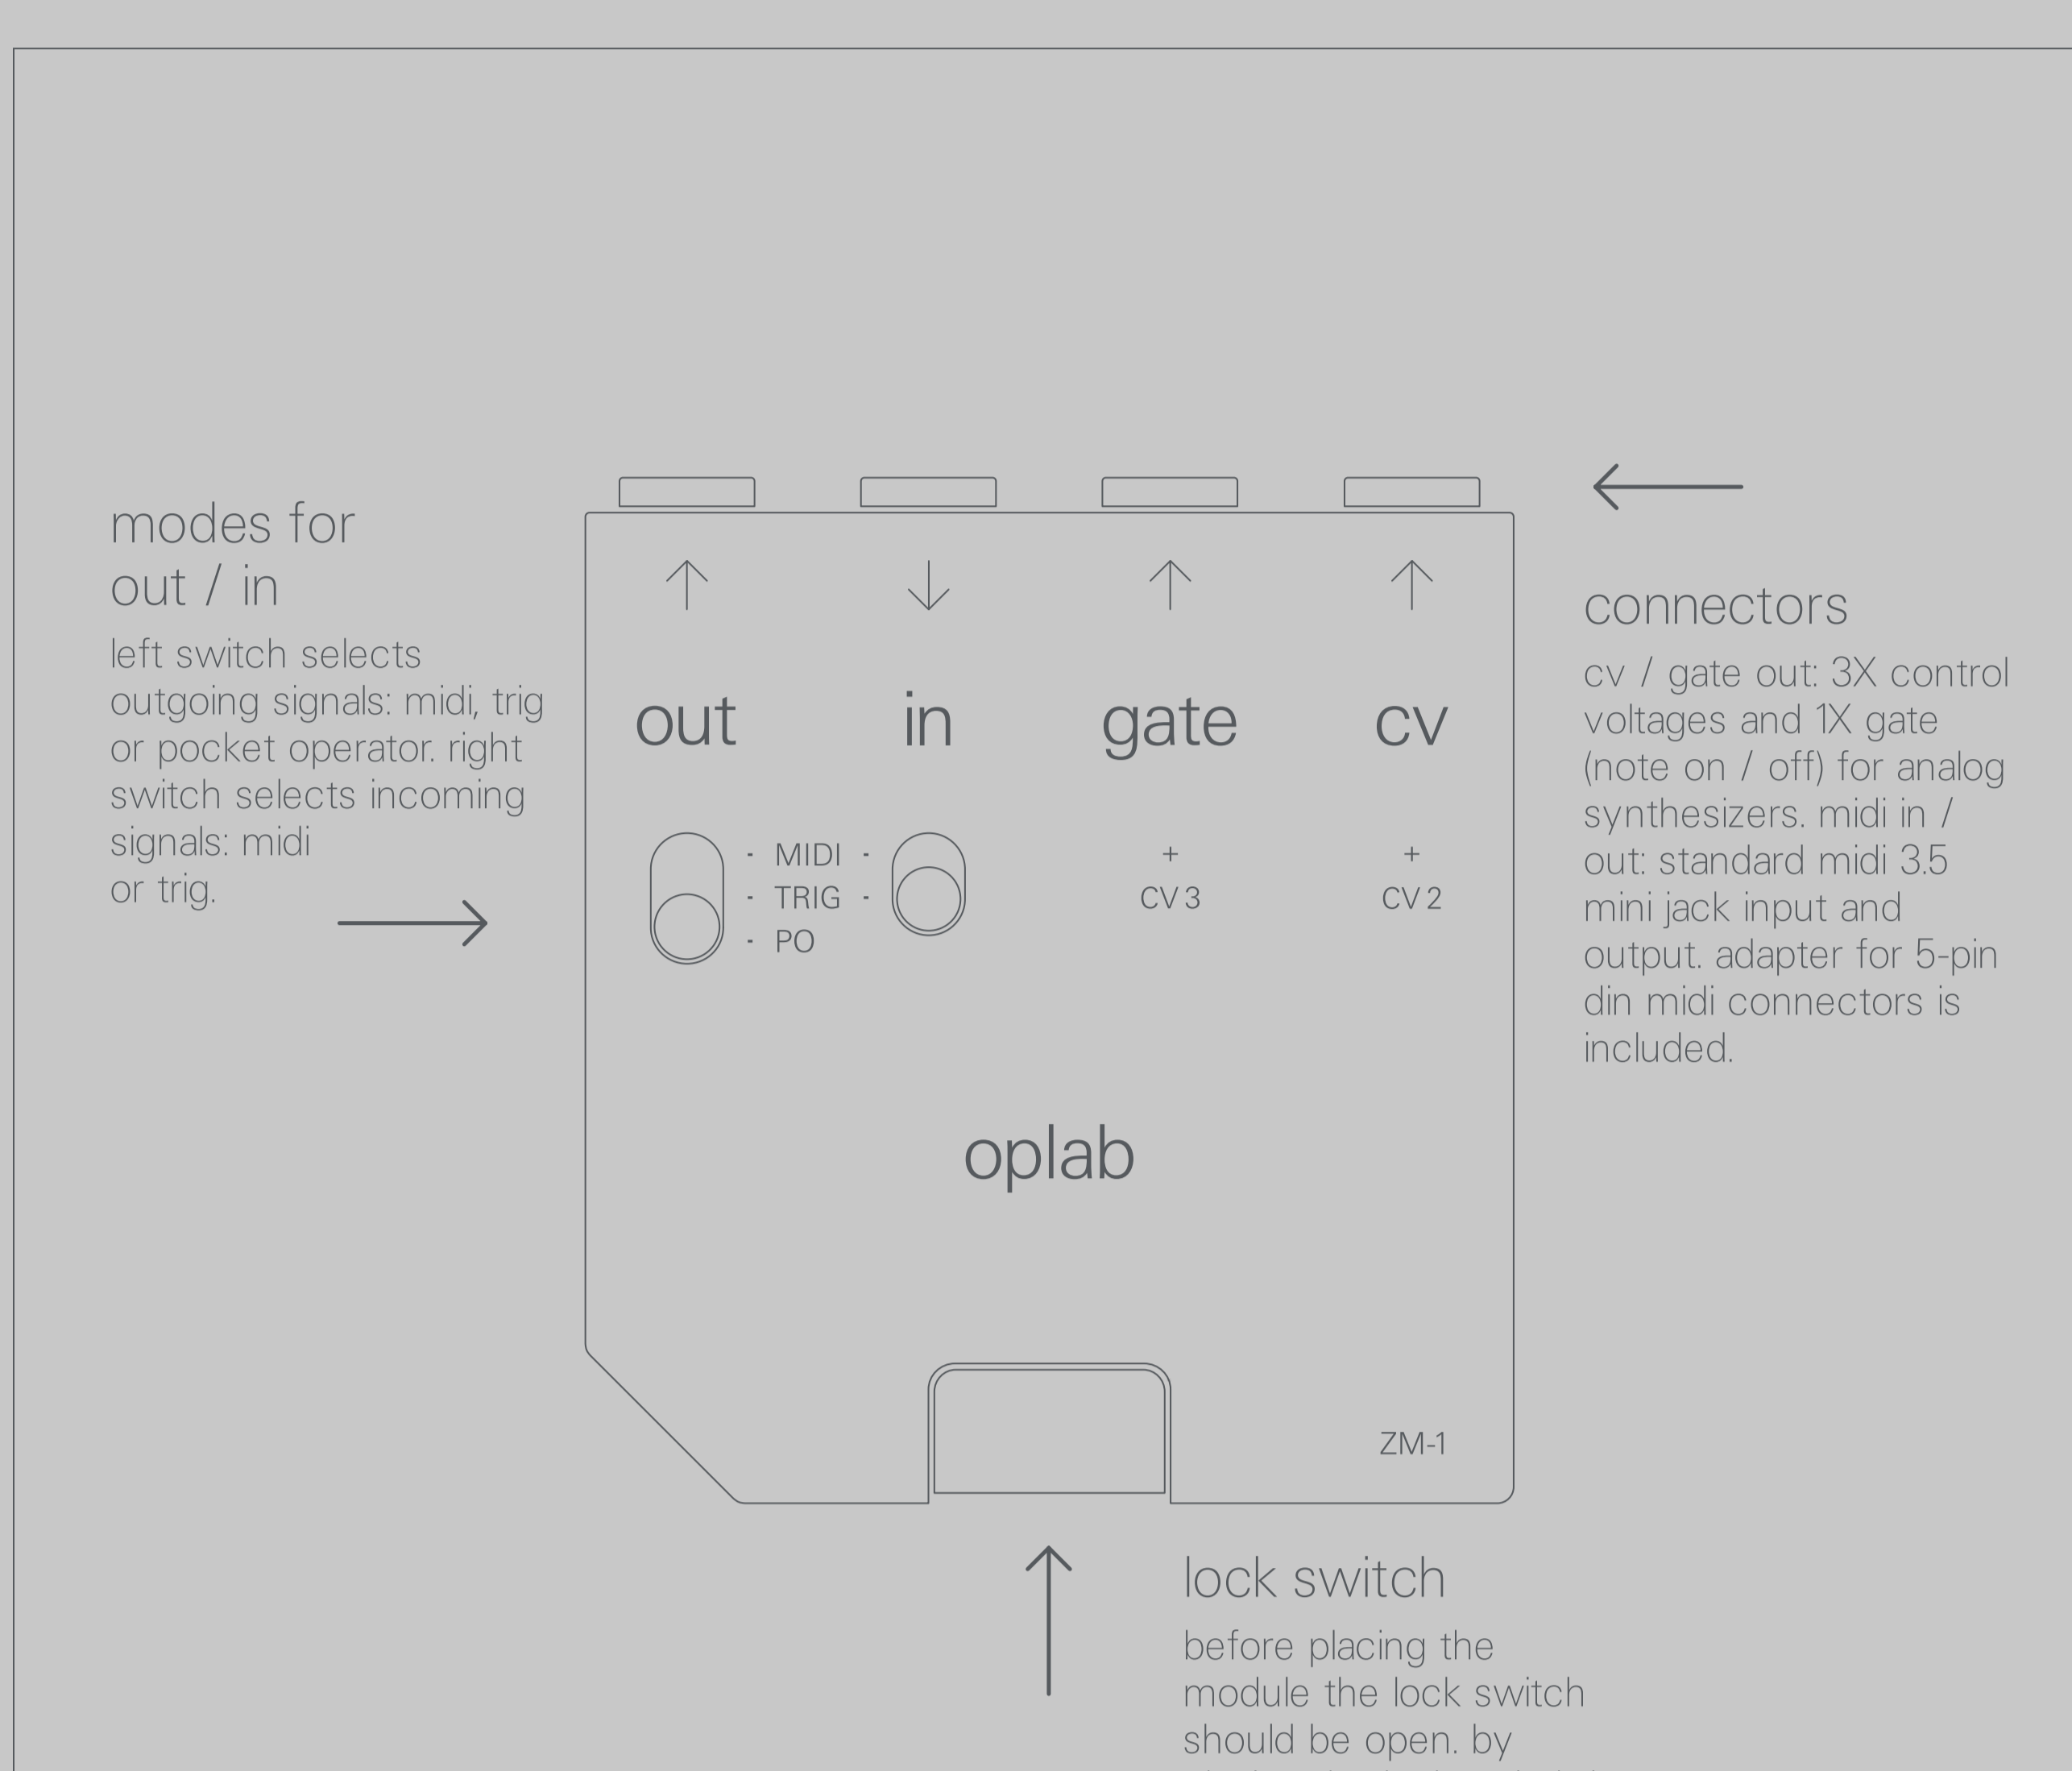 modes for
out / in
left switch selects
outgoing signals: midi, trig
or pocket operator. right
switch selects incoming
signals: midi
or trig.
out in gate cv
- MIDI -
- TRIG -
- PO
+ +
CV3 CV2
oplab
ZM-1
connectors
cv / gate out: 3X control
voltages and 1X gate
(note on / off) for analog
synthesizers. midi in /
out: standard midi 3.5
mini jack input and
output. adapter for 5-pin
din midi connectors is
included.
lock switch
before placing the
module the lock switch
should be open. by